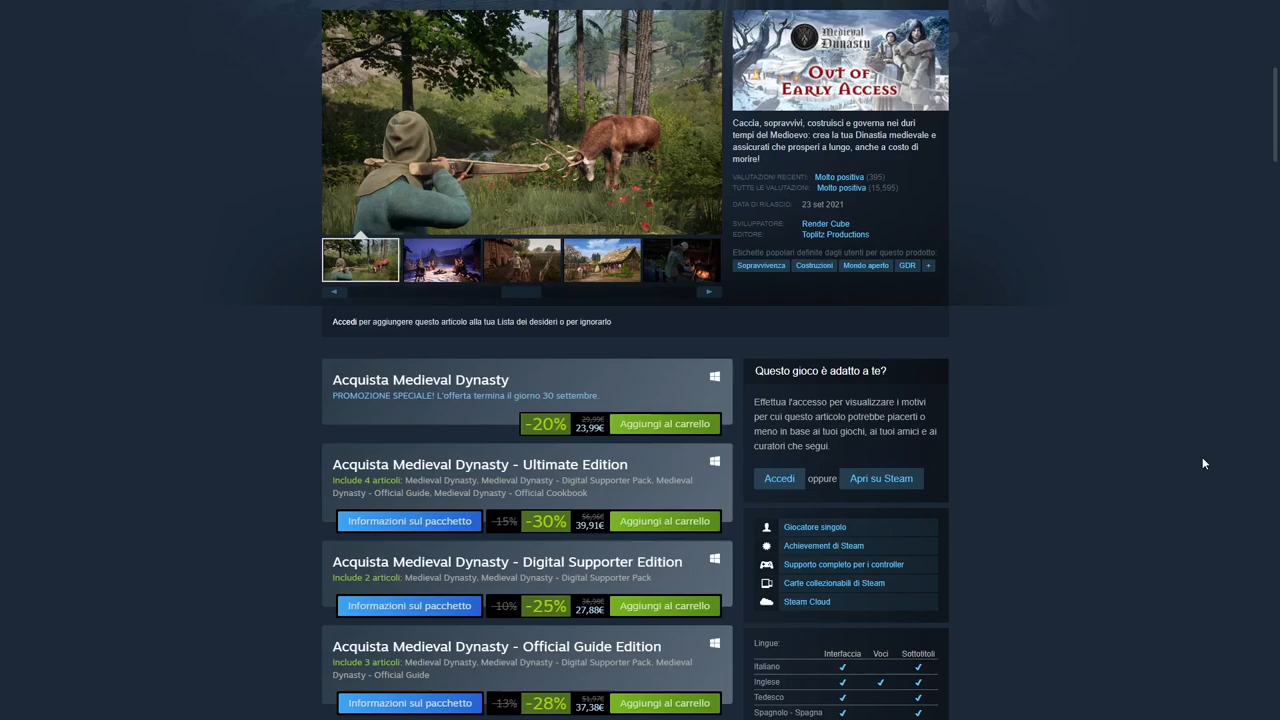 Medieval
Dynasty
Out of
Early Access
Caccia, sopravvivi, costruisci e governa nei duri
tempi del Medioevo: crea la tua Dinastia medievale e
assicurati che prosperi a lungo, anche a costo di
morire!
VALUTAZIONI RECENTI: Molto positiva (395)
TUTTE LE VALUTAZIONI: Molto positiva (15,595)
DATA DI RILASCIO: 23 set 2021
SVILUPPATORE: Render Cube
EDITORE: Toplitz Productions
Etichette popolari definite dagli utenti per questo prodotto:
Sopravvivenza Costruzioni Mondo aperto GDR +
Accedi per aggiungere questo articolo alla tua Lista dei desideri o per ignorarlo
Acquista Medieval Dynasty
PROMOZIONE SPECIALE! L'offerta termina il giorno 30 settembre.
-20% 29,99€ 23,99€ Aggiungi al carrello
Acquista Medieval Dynasty - Ultimate Edition
Include 4 articoli: Medieval Dynasty, Medieval Dynasty - Digital Supporter Pack, Medieval
Dynasty - Official Guide, Medieval Dynasty - Official Cookbook
Informazioni sul pacchetto -15% -30% 56,96€ 39,91€ Aggiungi al carrello
Acquista Medieval Dynasty - Digital Supporter Edition
Include 2 articoli: Medieval Dynasty, Medieval Dynasty - Digital Supporter Pack
Informazioni sul pacchetto -10% -25% 36,98€ 27,88€ Aggiungi al carrello
Acquista Medieval Dynasty - Official Guide Edition
Include 3 articoli: Medieval Dynasty, Medieval Dynasty - Digital Supporter Pack, Medieval
Dynasty - Official Guide
Informazioni sul pacchetto -13% -28% 51,97€ 37,38€ Aggiungi al carrello
Questo gioco è adatto a te?
Effettua l'accesso per visualizzare i motivi
per cui questo articolo potrebbe piacerti o
meno in base ai tuoi giochi, ai tuoi amici e ai
curatori che segui.
Accedi oppure Apri su Steam
Giocatore singolo
Achievement di Steam
Supporto completo per i controller
Carte collezionabili di Steam
Steam Cloud
Lingue:
Interfaccia Voci Sottotitoli
Italiano ✔ ✔
Inglese ✔ ✔ ✔
Tedesco ✔ ✔
Spagnolo - Spagna ✔ ✔